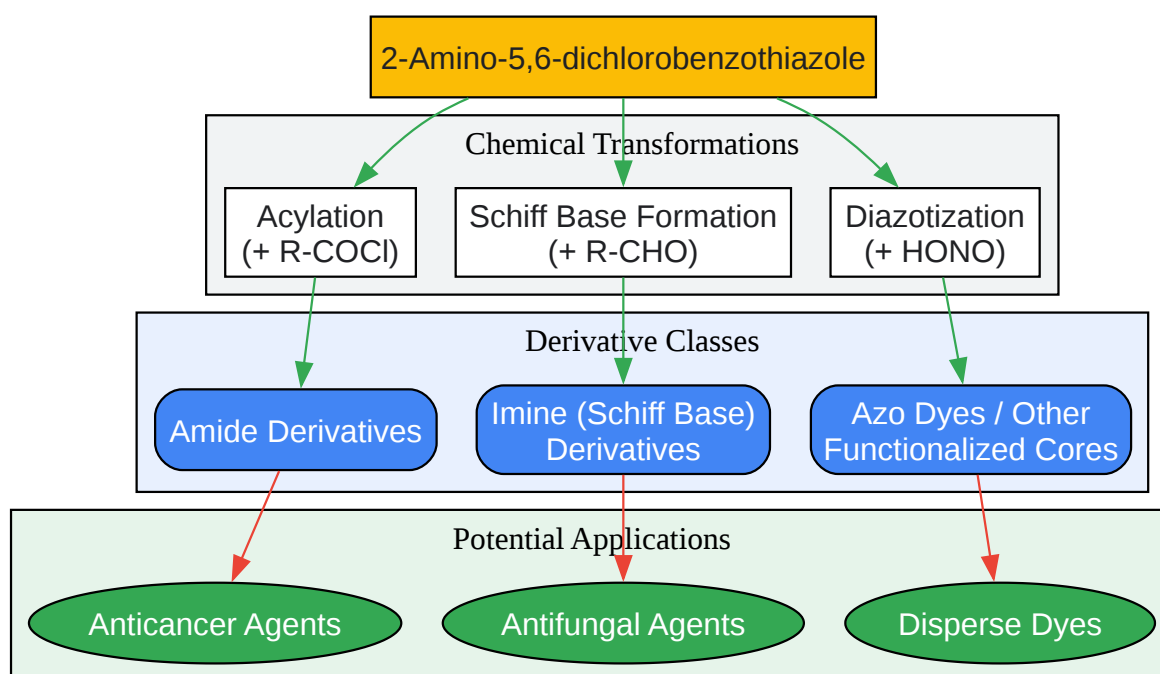 2-Amino-5,6-dichlorobenzothiazole
Chemical Transformations
Acylation
(+ R-COCl)
Schiff Base Formation
(+ R-CHO)
Diazotization
(+ HONO)
Derivative Classes
Amide Derivatives
Imine (Schiff Base)
Derivatives
Azo Dyes / Other
Functionalized Cores
Potential Applications
Anticancer Agents
Antifungal Agents
Disperse Dyes